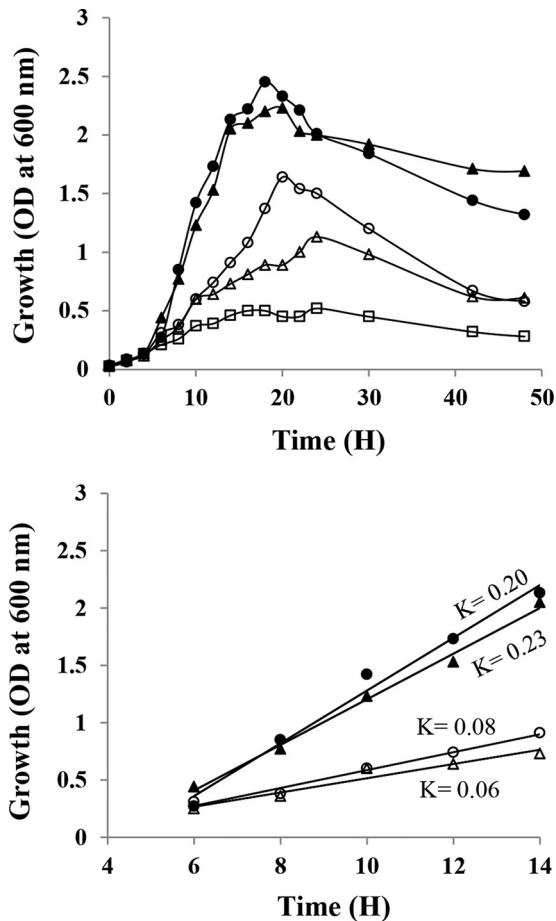 Growth (OD at 600 nm)
3
2.5
2
1.5
1
0.5
0
0 10 20 30 40 50
Time (H)
Growth (OD at 600 nm)
3
2.5
2
1.5
1
0.5
0
K= 0.20
K= 0.23
K= 0.08
K= 0.06
4 6 8 10 12 14
Time (H)